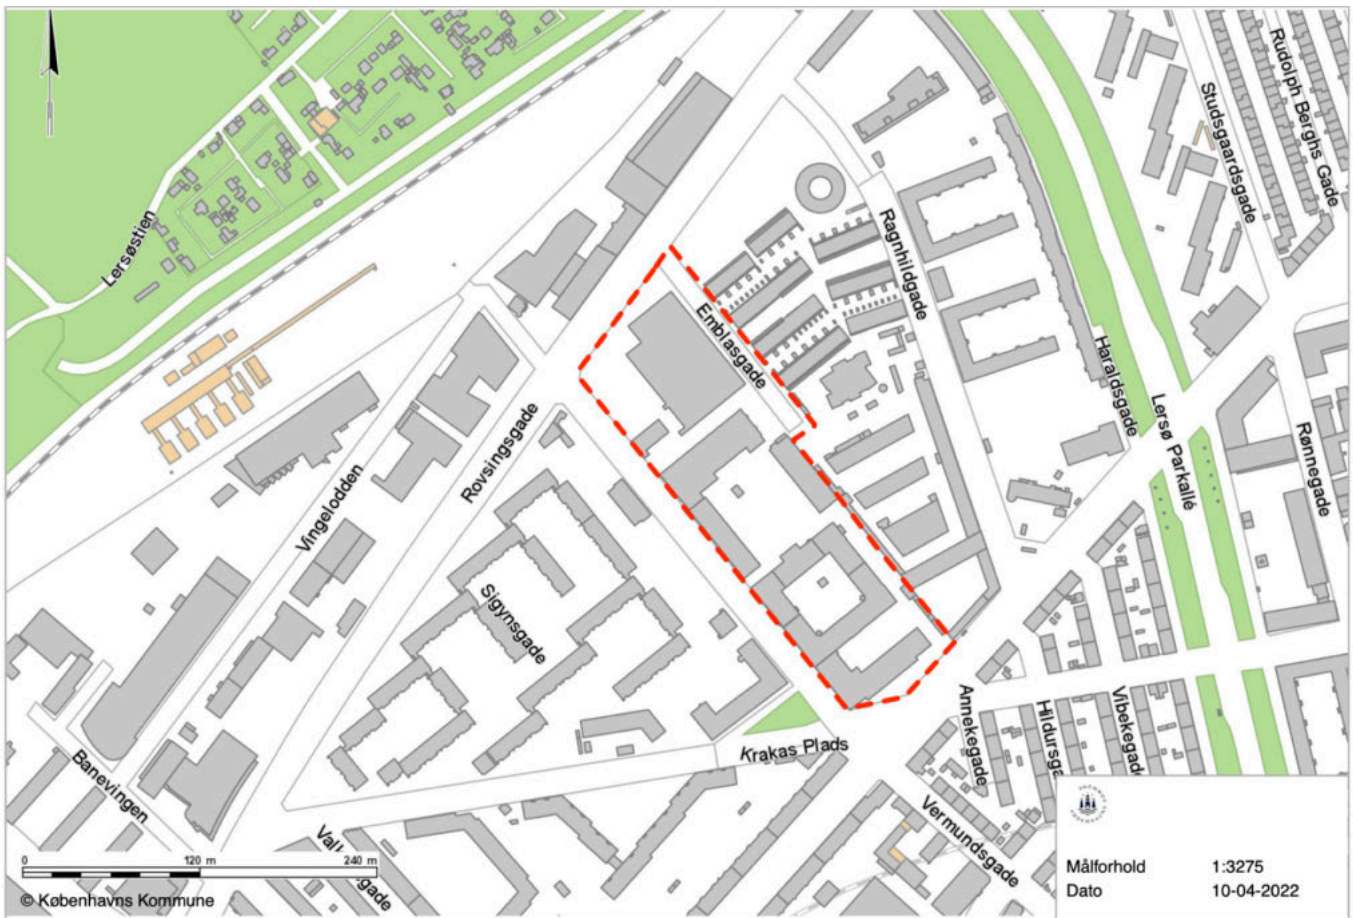 Rudolph Berghs Gade
Studsgaardsgade
Lersøstien
Ragnhildgade
Emblasgade
Haraldsgade
Lersø Parkallé
Rønnegade
Rovsingsgade
Vingelodden
Sigynsgade
Annekegade
Hildursga
Vibekegade
Krakas Plads
Banevingen
Vermundsgade
0 120 m 240 m
© Københavns Kommune
Målforhold 1:3275
Dato 10-04-2022